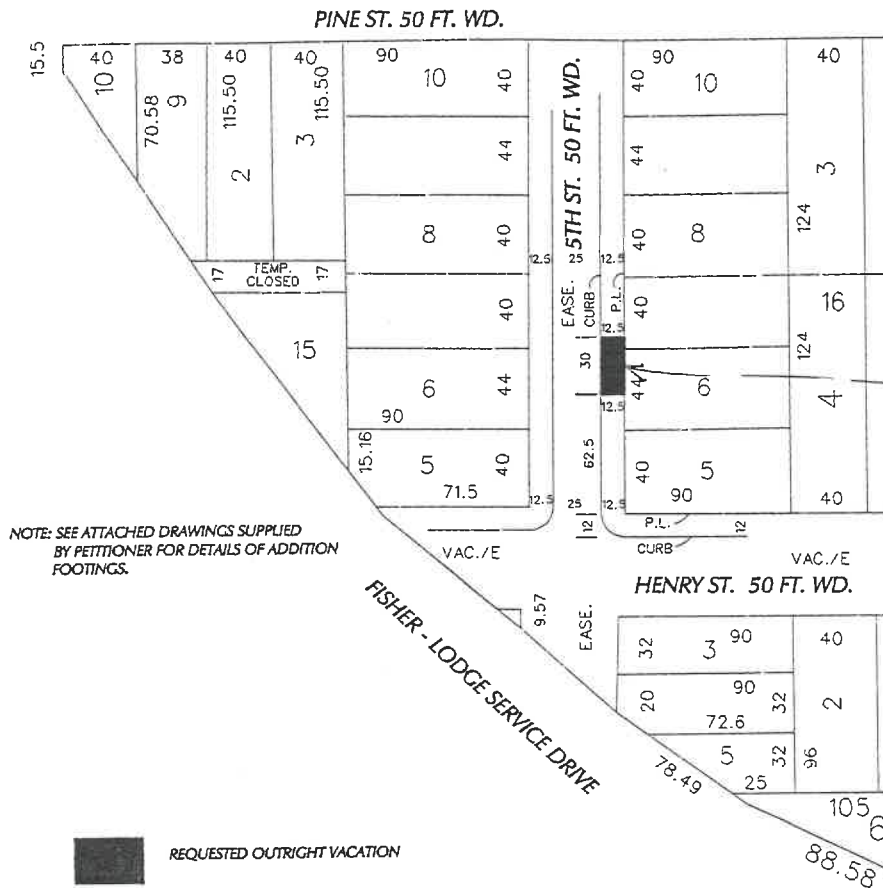 PINE ST. 50 FT. WD.
15.5
40 38 40 40 90 90 40
10 9 2 3 10 40 40 10
70.58 115.50 115.50
5TH ST. 50 FT. WD.
44 44 3
8 40 40 8 124
12.5 25 12.5
17 TEMP. CLOSED 17
EASE. CURB P.L.
40 12.5 40 16
15 30 124
6 44 44 6 4
90 12.5
15.16 5 40 62.5 40 5
71.5 90 40
12.5 25 12.5
12 P.L. 12
CURB
VAC./E VAC./E
NOTE: SEE ATTACHED DRAWINGS SUPPLIED
BY PETITIONER FOR DETAILS OF ADDITION
FOOTINGS.
HENRY ST. 50 FT. WD.
FISHER - LODGE SERVICE DRIVE
9.57 EASE.
32 3 90 40
20 90 32 2
72.6
5 32 96
78.49 25
105
6
88.58
REQUESTED OUTRIGHT VACATION